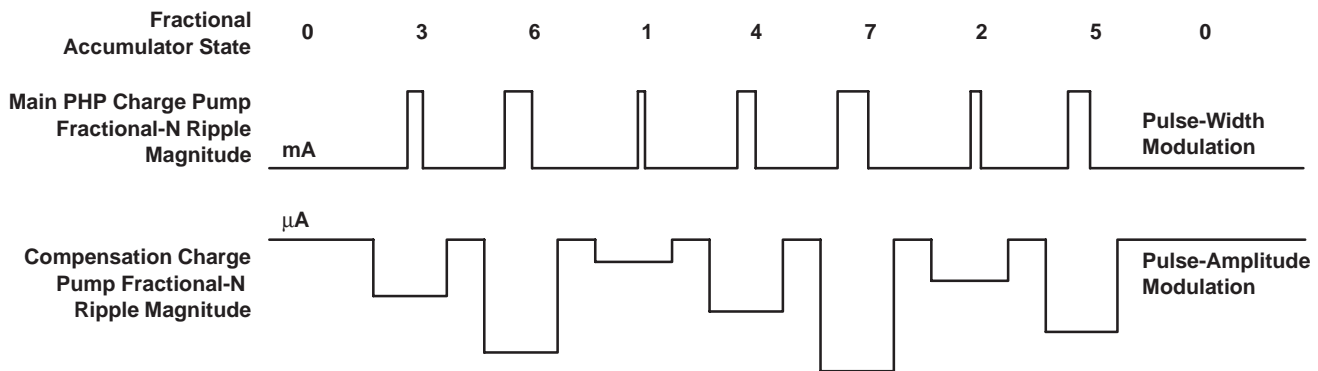 Fractional
Accumulator State
0 3 6 1 4 7 2 5 0
Main PHP Charge Pump
Fractional-N Ripple
Magnitude
mA
Pulse-Width
Modulation
μA
Compensation Charge
Pump Fractional-N
Ripple Magnitude
Pulse-Amplitude
Modulation